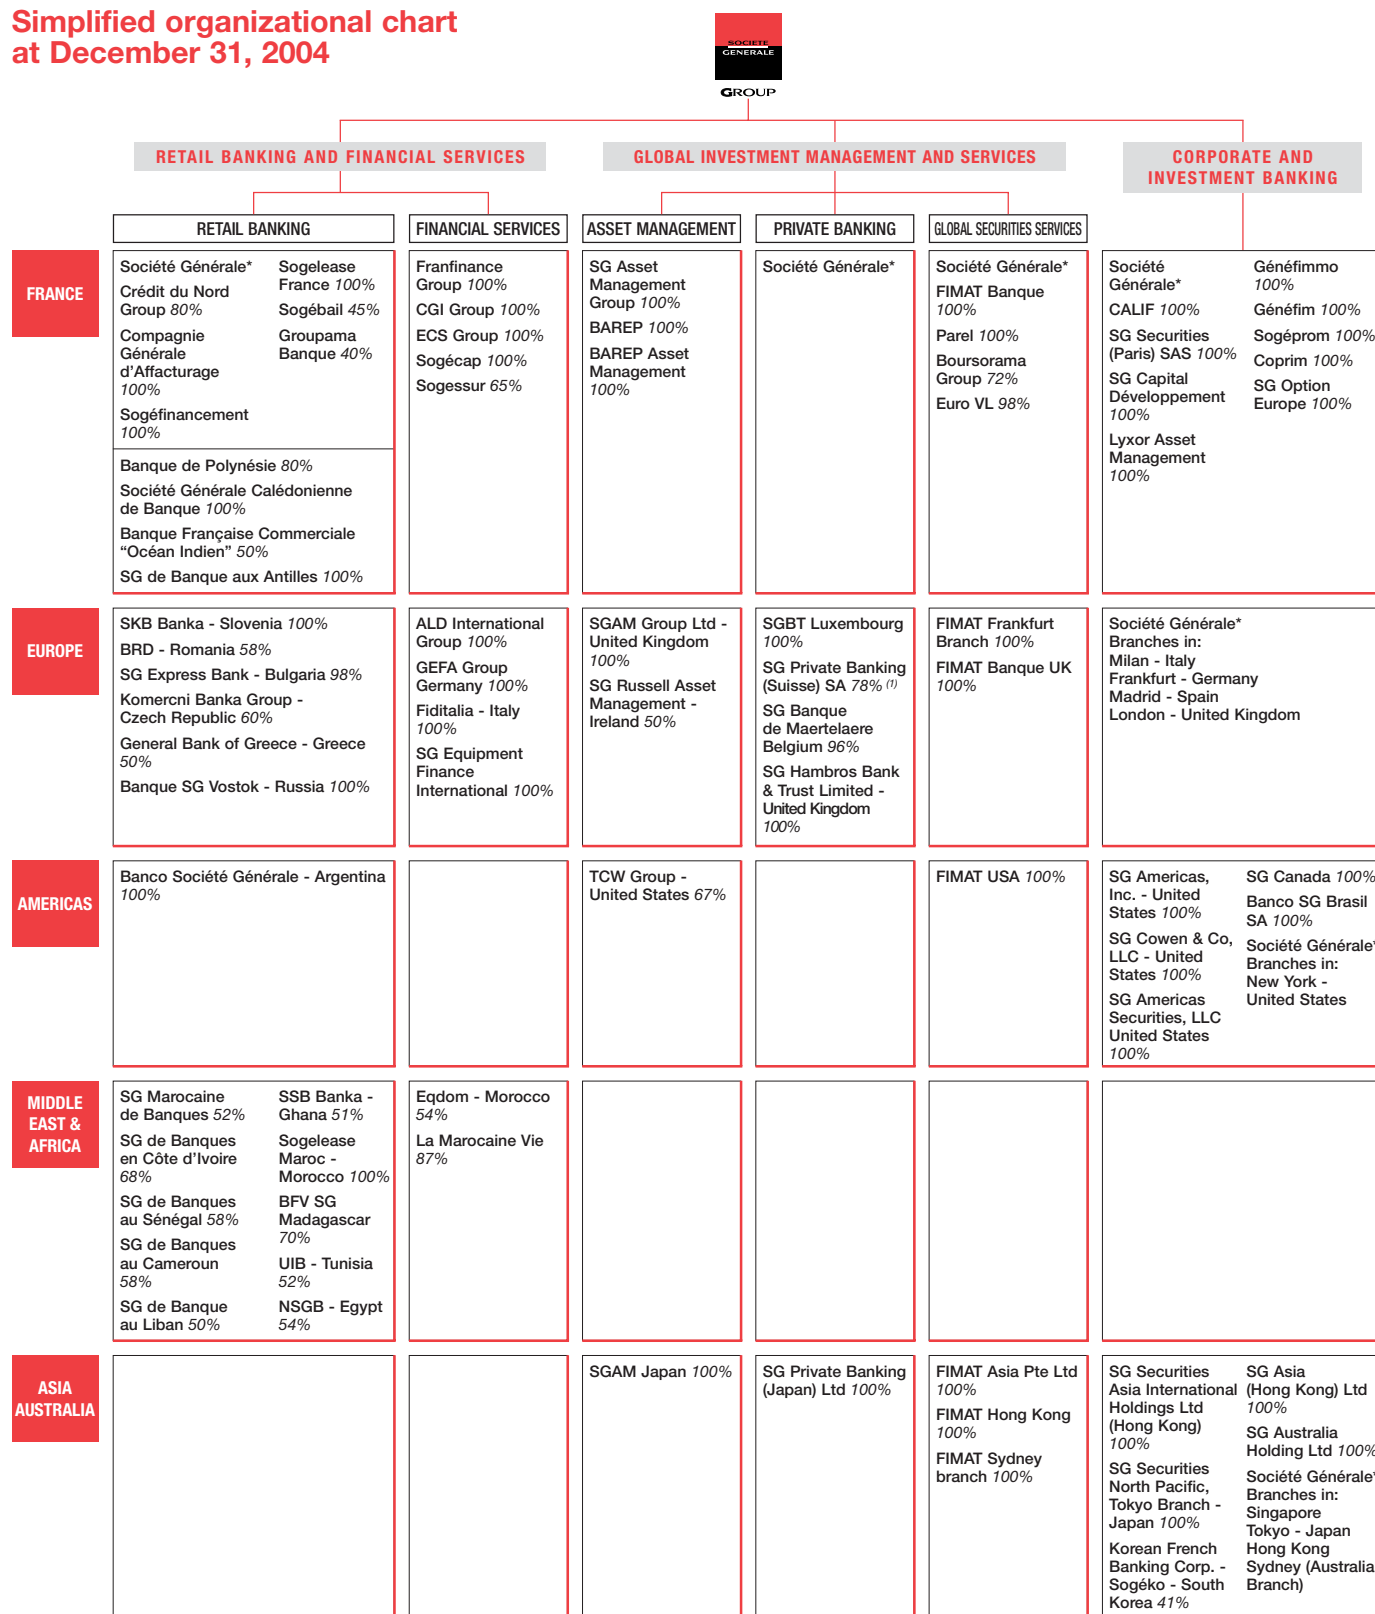 Simplified organizational chart
at December 31, 2004
SOCIETE
GENERALE
GROUP
RETAIL BANKING AND FINANCIAL SERVICES
GLOBAL INVESTMENT MANAGEMENT AND SERVICES
CORPORATE AND
INVESTMENT BANKING
RETAIL BANKING
FINANCIAL SERVICES
ASSET MANAGEMENT
PRIVATE BANKING
GLOBAL SECURITIES SERVICES
FRANCE
Société Générale*
Crédit du Nord
Group 80%
Compagnie
Générale
d'Affacturage
100%
Sogéfinancement
100%
Sogelease
France 100%
Sogébail 45%
Groupama
Banque 40%
Banque de Polynésie 80%
Société Générale Calédonienne
de Banque 100%
Banque Française Commerciale
“Océan Indien” 50%
SG de Banque aux Antilles 100%
Franfinance
Group 100%
CGI Group 100%
ECS Group 100%
Sogécap 100%
Sogessur 65%
SG Asset
Management
Group 100%
BAREP 100%
BAREP Asset
Management
100%
Société Générale*
Société Générale*
FIMAT Banque
100%
Parel 100%
Boursorama
Group 72%
Euro VL 98%
Société
Générale*
CALIF 100%
SG Securities
(Paris) SAS 100%
SG Capital
Développement
100%
Lyxor Asset
Management
100%
Généfimmo
100%
Généfim 100%
Sogéprom 100%
Coprim 100%
SG Option
Europe 100%
EUROPE
SKB Banka - Slovenia 100%
BRD - Romania 58%
SG Express Bank - Bulgaria 98%
Komercni Banka Group -
Czech Republic 60%
General Bank of Greece - Greece
50%
Banque SG Vostok - Russia 100%
ALD International
Group 100%
GEFA Group
Germany 100%
Fiditalia - Italy
100%
SG Equipment
Finance
International 100%
SGAM Group Ltd -
United Kingdom
100%
SG Russell Asset
Management -
Ireland 50%
SGBT Luxembourg
100%
SG Private Banking
(Suisse) SA 78% (1)
SG Banque
de Maertelaere
Belgium 96%
SG Hambros Bank
& Trust Limited -
United Kingdom
100%
FIMAT Frankfurt
Branch 100%
FIMAT Banque UK
100%
Société Générale*
Branches in:
Milan - Italy
Frankfurt - Germany
Madrid - Spain
London - United Kingdom
AMERICAS
Banco Société Générale - Argentina
100%
TCW Group -
United States 67%
FIMAT USA 100%
SG Americas,
Inc. - United
States 100%
SG Cowen & Co,
LLC - United
States 100%
SG Americas
Securities, LLC
United States
100%
SG Canada 100%
Banco SG Brasil
SA 100%
Société Générale*
Branches in:
New York -
United States
MIDDLE
EAST &
AFRICA
SG Marocaine
de Banques 52%
SG de Banques
en Côte d'Ivoire
68%
SG de Banques
au Sénégal 58%
SG de Banques
au Cameroun
58%
SG de Banque
au Liban 50%
SSB Banka -
Ghana 51%
Sogelease
Maroc -
Morocco 100%
BFV SG
Madagascar
70%
UIB - Tunisia
52%
NSGB - Egypt
54%
Eqdom - Morocco
54%
La Marocaine Vie
87%
ASIA
AUSTRALIA
SGAM Japan 100%
SG Private Banking
(Japan) Ltd 100%
FIMAT Asia Pte Ltd
100%
FIMAT Hong Kong
100%
FIMAT Sydney
branch 100%
SG Securities
Asia International
Holdings Ltd
(Hong Kong)
100%
SG Securities
North Pacific,
Tokyo Branch -
Japan 100%
Korean French
Banking Corp. -
Sogéko - South
Korea 41%
SG Asia
(Hong Kong) Ltd
100%
SG Australia
Holding Ltd 100%
Société Générale*
Branches in:
Singapore
Tokyo - Japan
Hong Kong
Sydney (Australia
Branch)